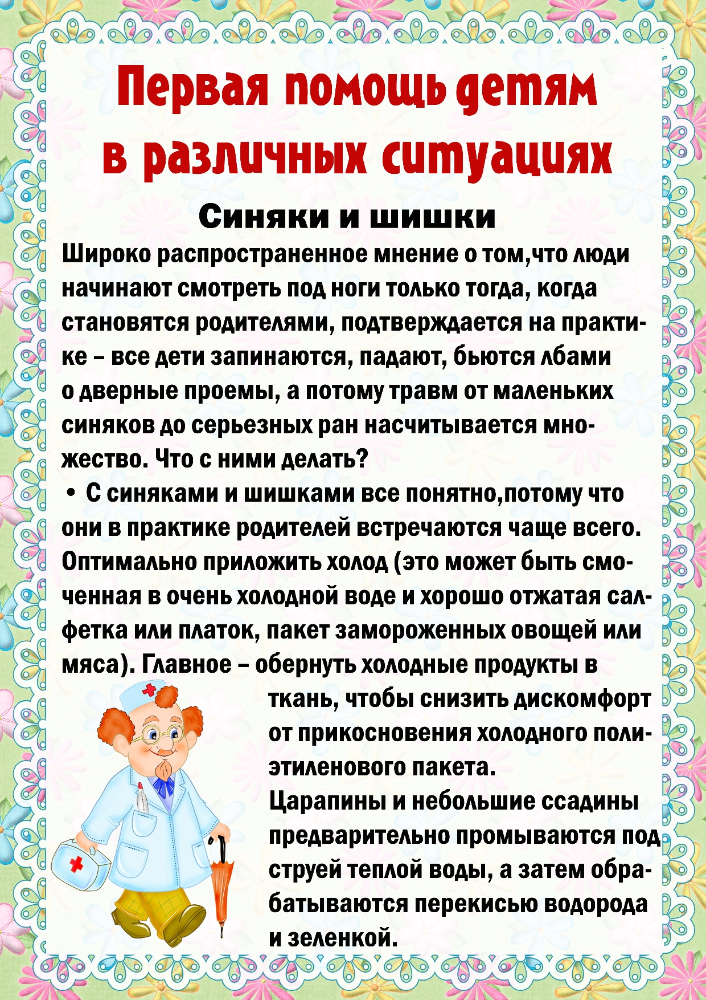 Первая помощь детям
в различных ситуациях
Синяки и шишки
Широко распространенное мнение о том,что люди
начинают смотреть под ноги только тогда, когда
становятся родителями, подтверждается на практи-
ке – все дети запинаются, падают, бьются лбами
о дверные проемы, а потому травм от маленьких
синяков до серьезных ран насчитывается мно-
жество. Что с ними делать?
• С синяками и шишками все понятно,потому что
они в практике родителей встречаются чаще всего.
Оптимально приложить холод (это может быть смо-
ченная в очень холодной воде и хорошо отжатая сал-
фетка или платок, пакет замороженных овощей или
мяса). Главное – обернуть холодные продукты в
ткань, чтобы снизить дискомфорт
от прикосновения холодного поли-
этиленового пакета.
Царапины и небольшие ссадины
предварительно промываются под
струей теплой воды, а затем обра-
батываются перекисью водорода
и зеленкой.